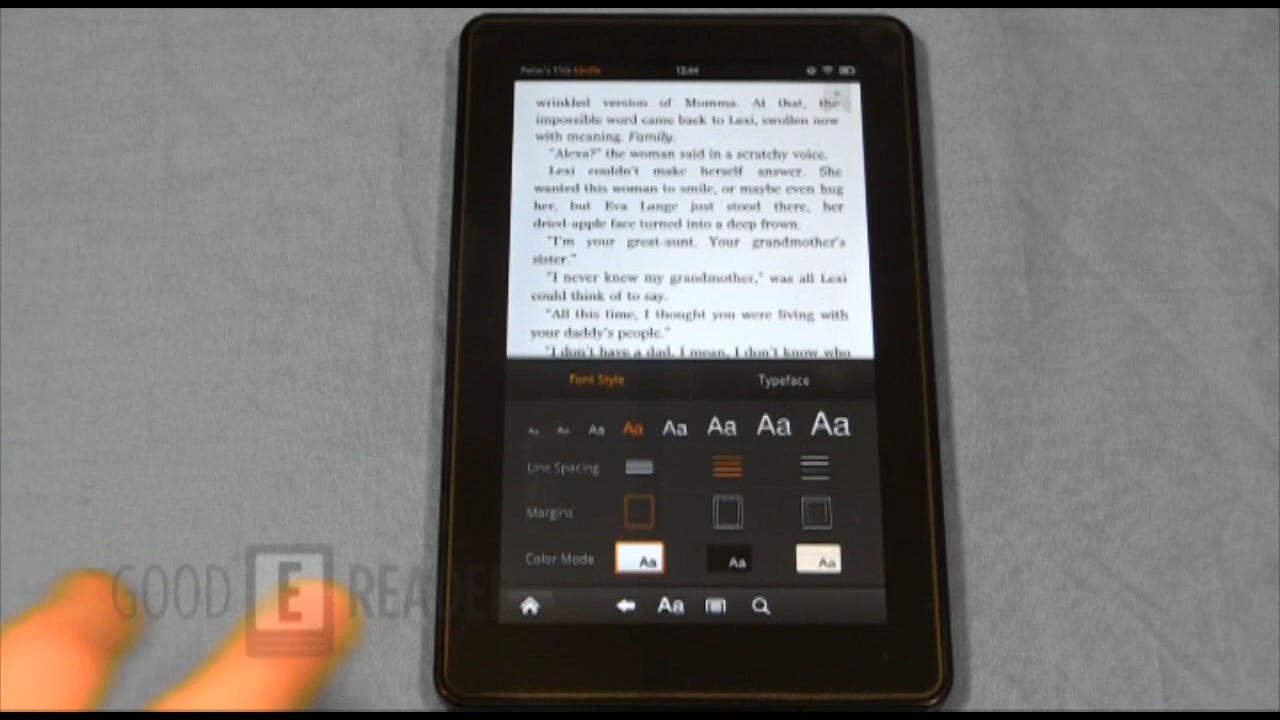 Peter's 11th kindle 12:44
wrinkled version of Mumma. At that, the
impossible word came back to Lexi, swollen now
with meaning. Family.
"Alexa?" the woman said in a scratchy voice.
Lexi couldn't make herself answer. She
wanted this woman to smile, or maybe even hug
her, but Eva Lange just stood there, her
dried-apple face turned into a deep frown.
"I'm your great-aunt. Your grandmother's
sister."
"I never knew my grandmother," was all Lexi
could think of to say.
"All this time, I thought you were living with
your daddy's people."
"I don't have a dad. I mean, I don't know who
Font Style Typeface
Aa Aa Aa Aa Aa Aa Aa Aa
Line Spacing
Margins
Color Mode Aa Aa Aa
Aa
GOOD E READER